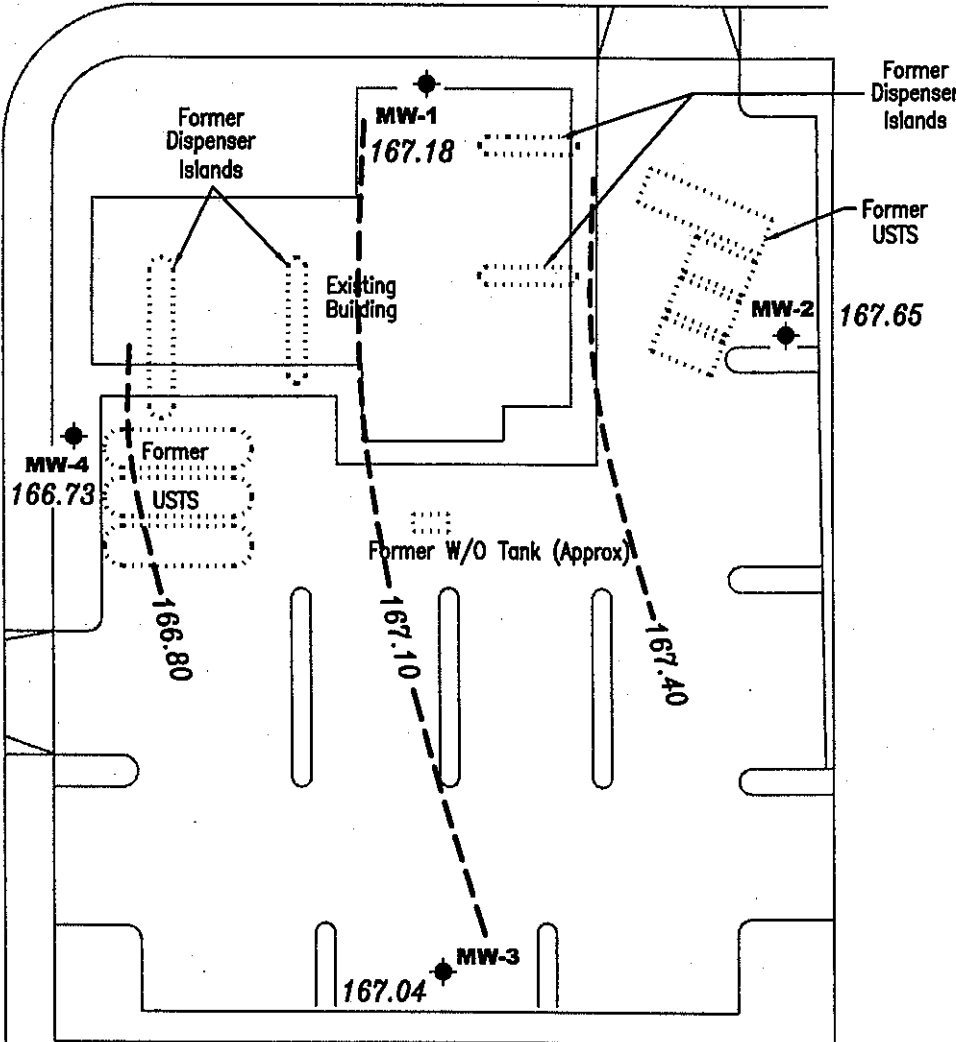 Former
Dispenser
Islands
MW-1
167.18
Former
Dispenser
Islands
Former
USTS
Existing
Building
MW-2
167.65
MW-4
166.73
Former
USTS
Former W/O Tank (Approx)
166.80
167.10
167.40
MW-3
167.04